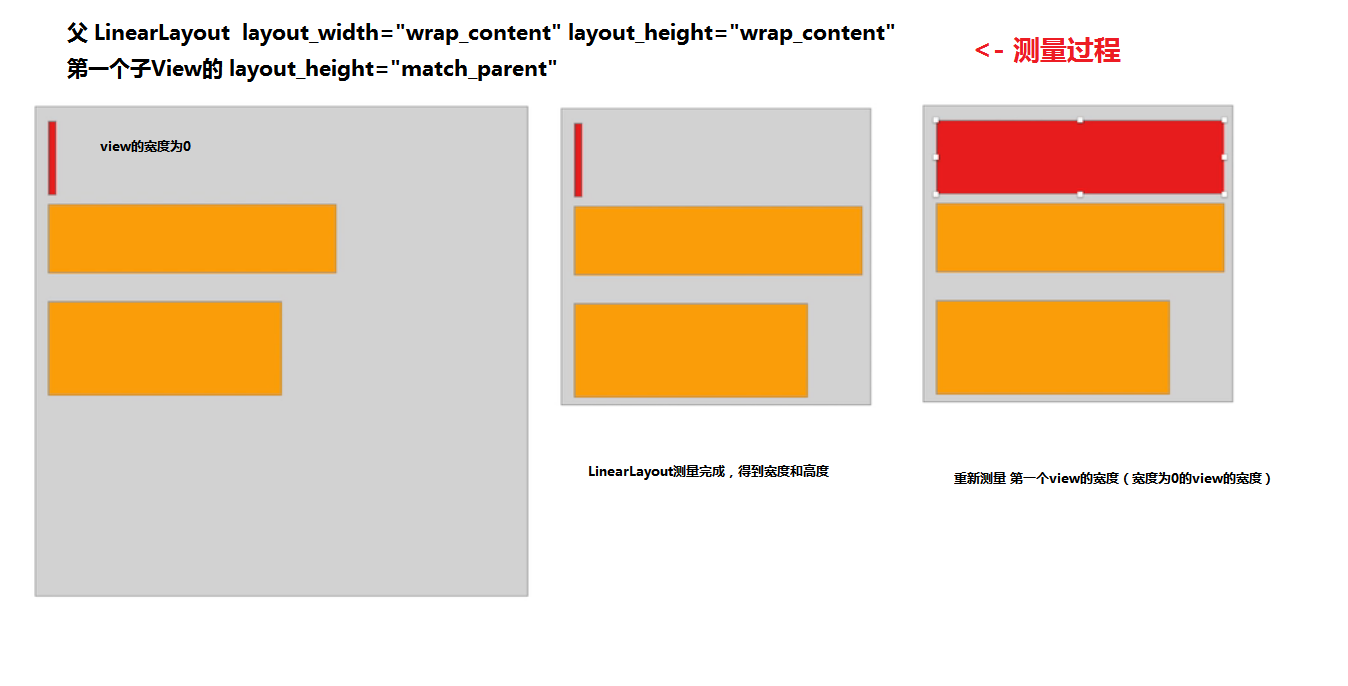 父 LinearLayout  layout_width="wrap_content" layout_height="wrap_content"
第一个子View的 layout_height="match_parent"
<- 测量过程
view的宽度为0
LinearLayout测量完成，得到宽度和高度
重新测量 第一个view的宽度（宽度为0的view的宽度）